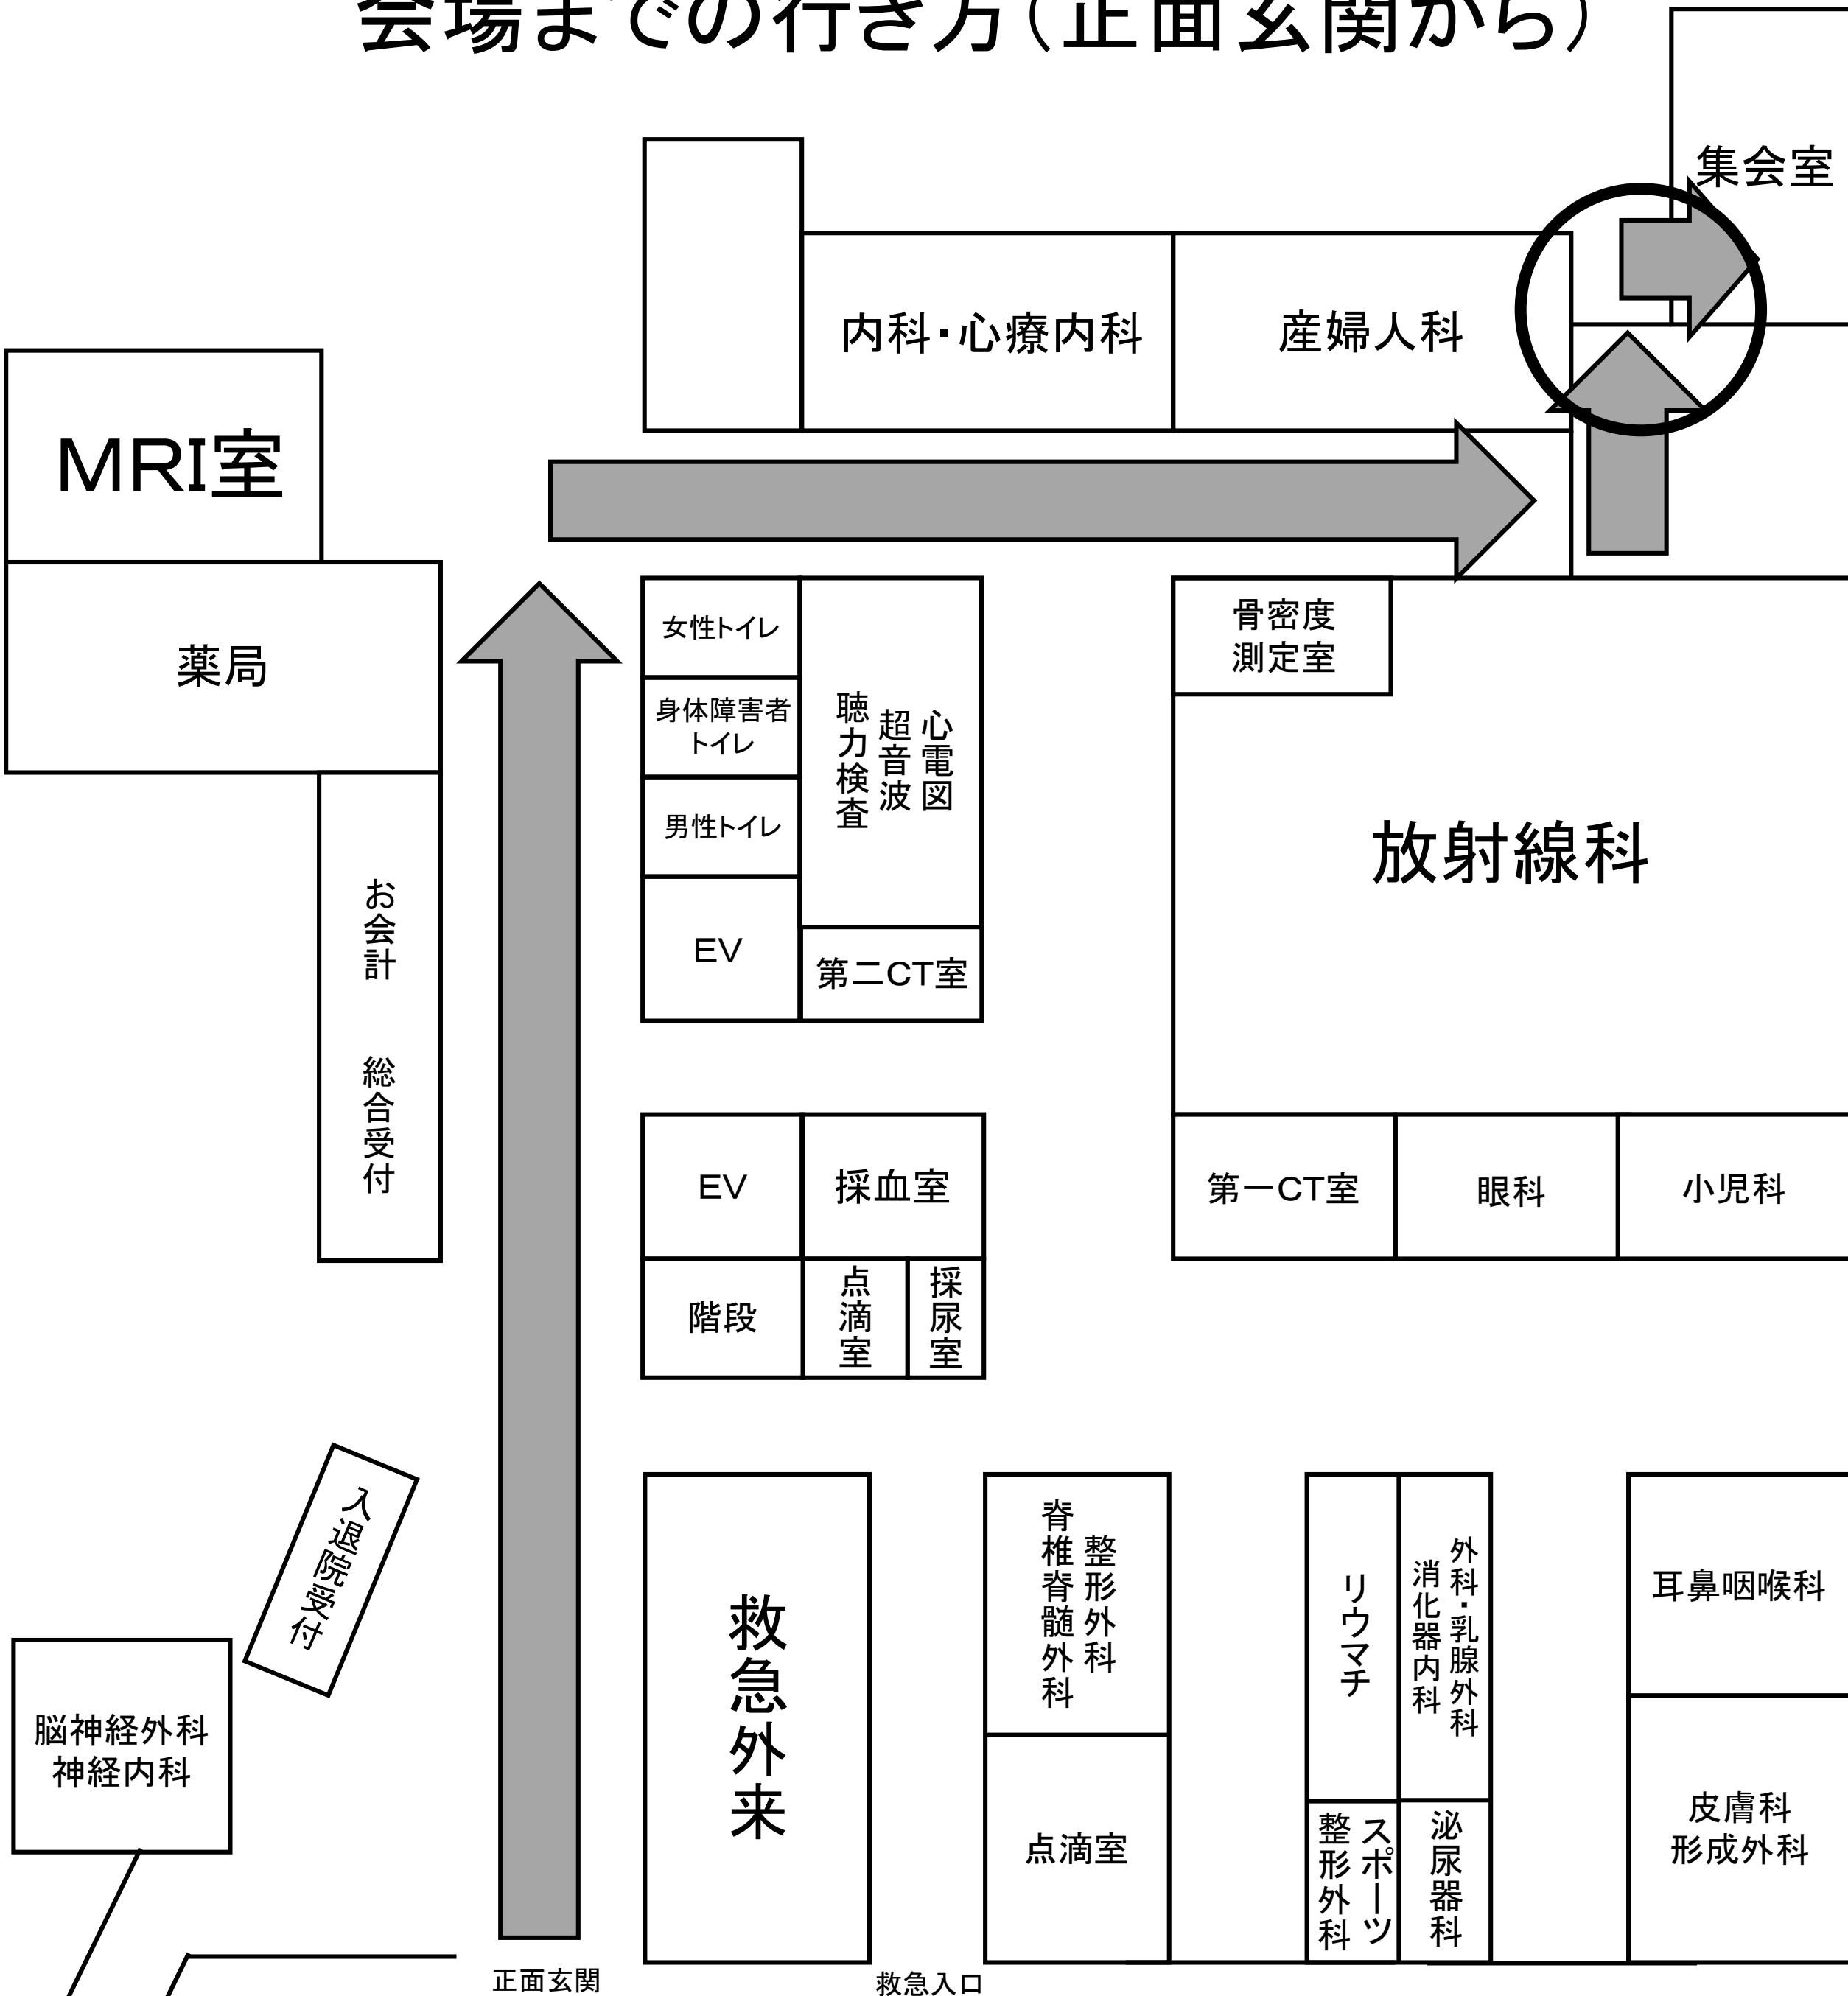 会場までの行き方（正面玄関から）
集会室
内科・心療内科
産婦人科
MRI室
薬局
女性トイレ
身体障害者
トイレ
男性トイレ
EV
心電図
超音波
聴力検査
第二CT室
骨密度
測定室
放射線科
お会計　総合受付
EV
採血室
階段
点滴室
採尿室
第一CT室
眼科
小児科
入退院受付
脳神経外科
神経内科
救急外来
整形外科
脊椎脊髄外科
点滴室
リウマチ
外科・乳腺外科
消化器内科
スポーツ
整形外科
泌尿器科
耳鼻咽喉科
皮膚科
形成外科
正面玄関
救急入口